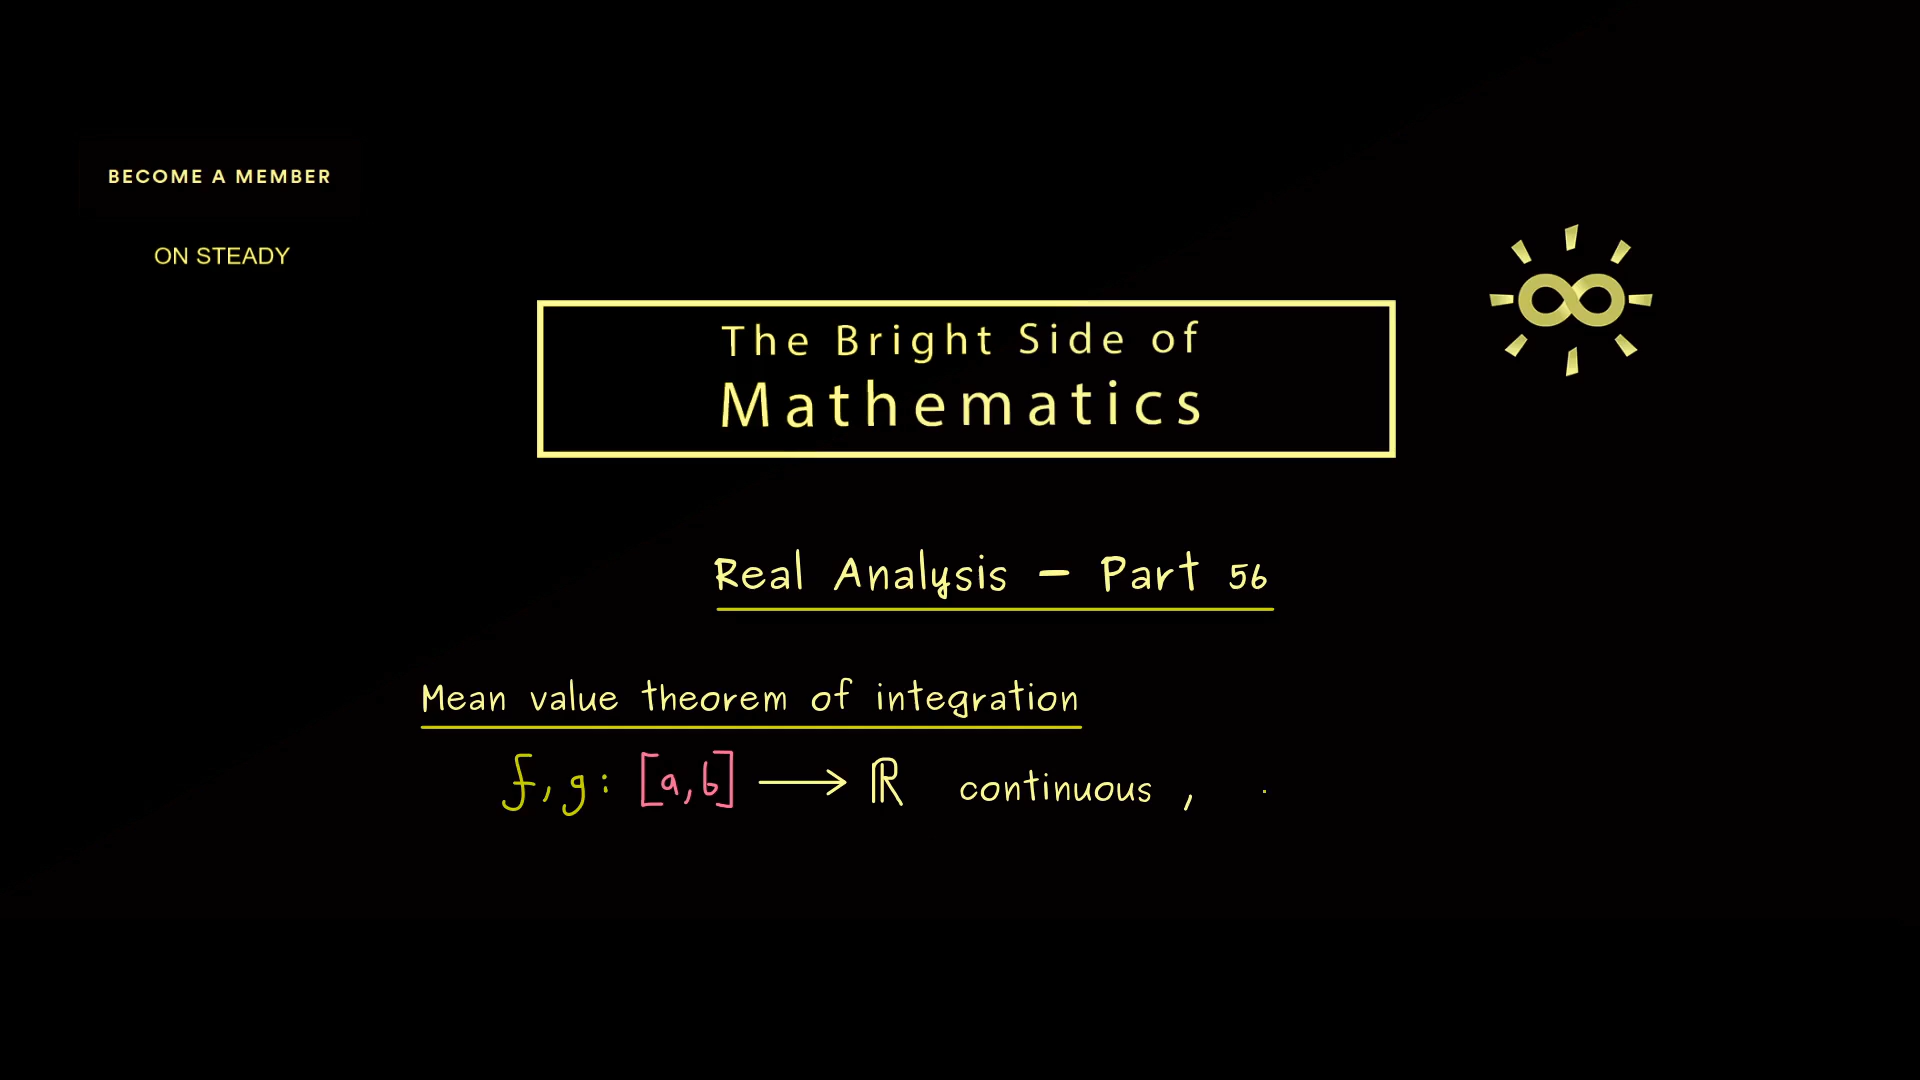 BECOME A MEMBER
ON STEADY
The Bright Side of
Mathematics
Real Analysis – Part 56
Mean value theorem of integration
f, g: [a,b] ⟶ ℝ continuous ,